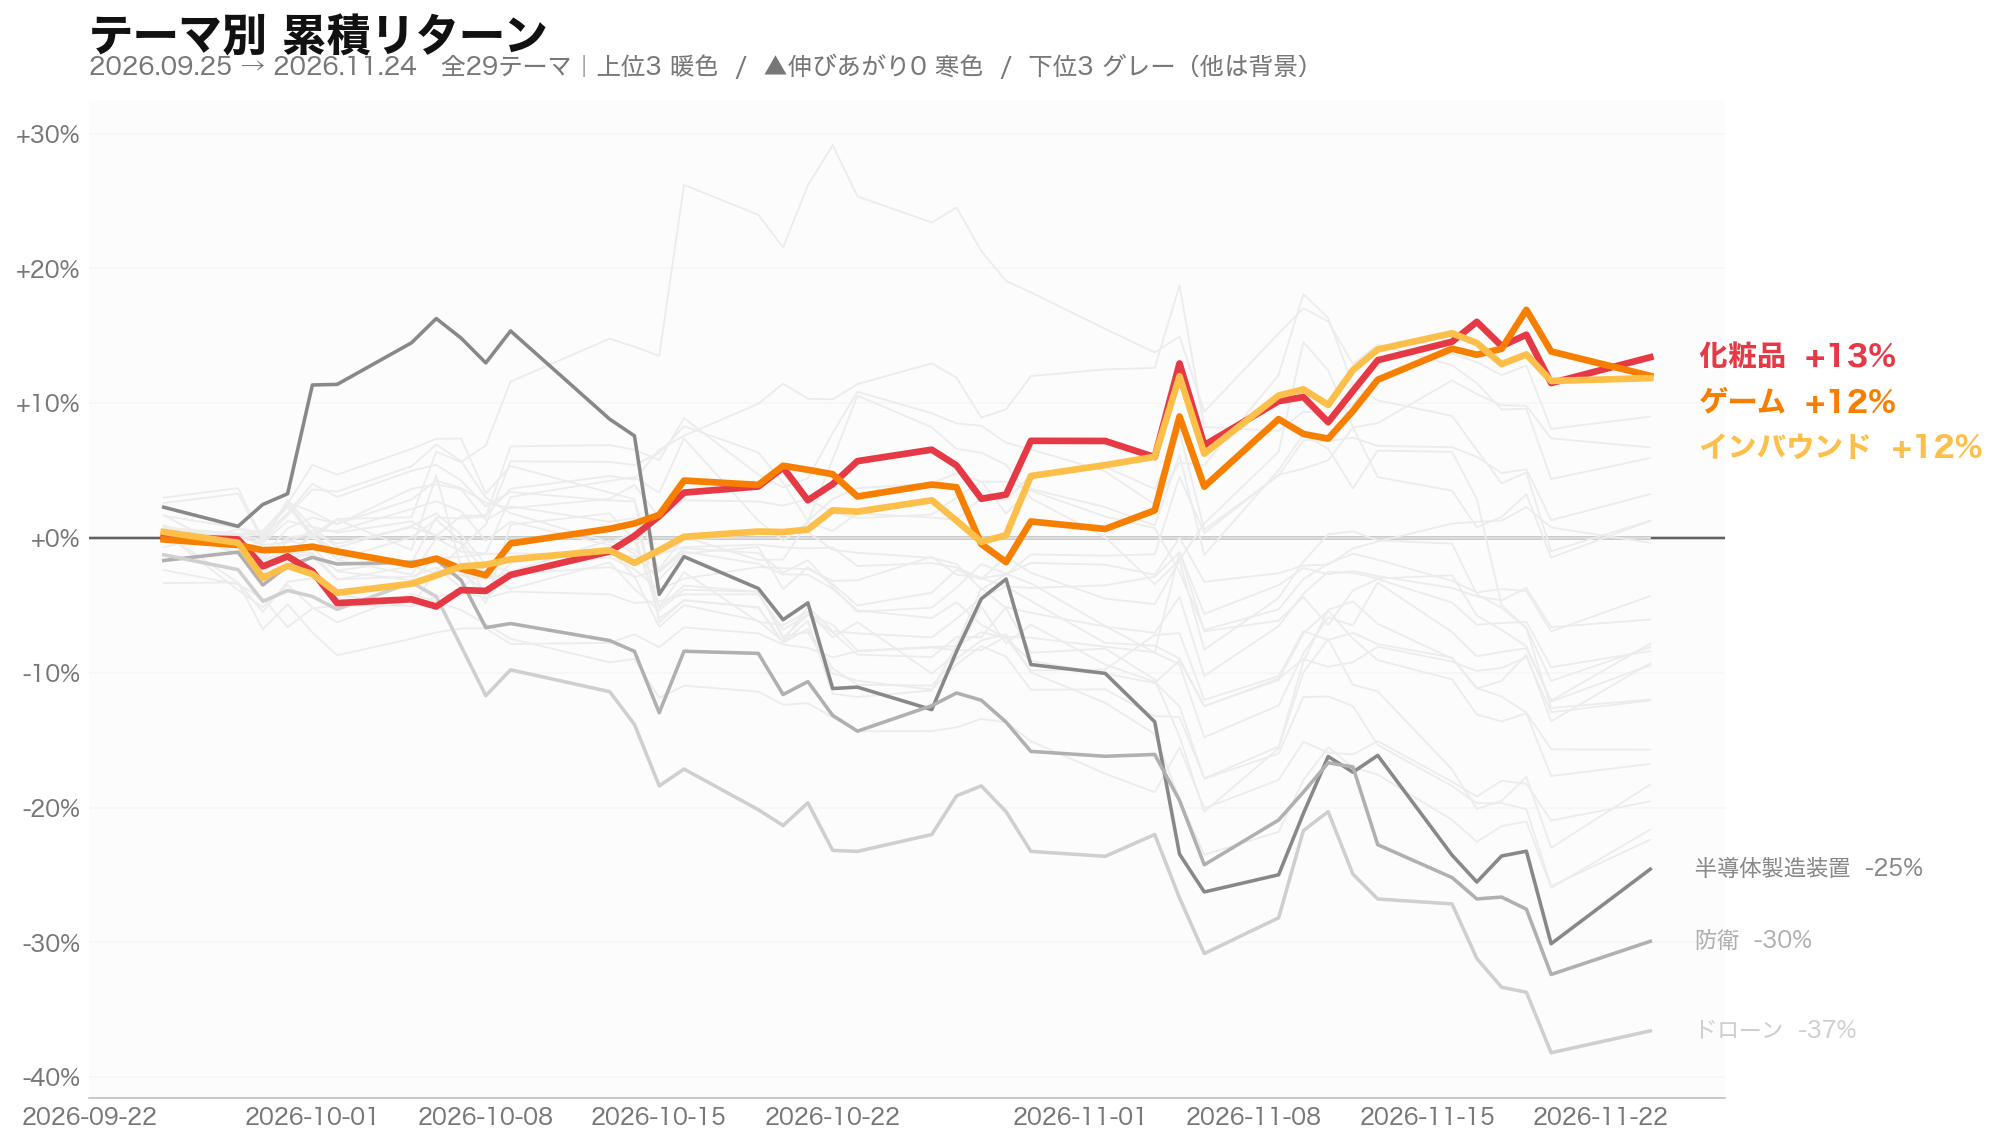 テーマ別 累積リターン
2026.09.25 → 2026.11.24 全29テーマ｜上位3 暖色 / ▲伸びあがり0 寒色 / 下位3 グレー（他は背景）
+30%
+20%
+10%
+0%
-10%
-20%
-30%
-40%
化粧品 +13%
ゲーム +12%
インバウンド +12%
半導体製造装置 -25%
防衛 -30%
ドローン -37%
2026-09-22 2026-10-01 2026-10-08 2026-10-15 2026-10-22 2026-11-01 2026-11-08 2026-11-15 2026-11-22